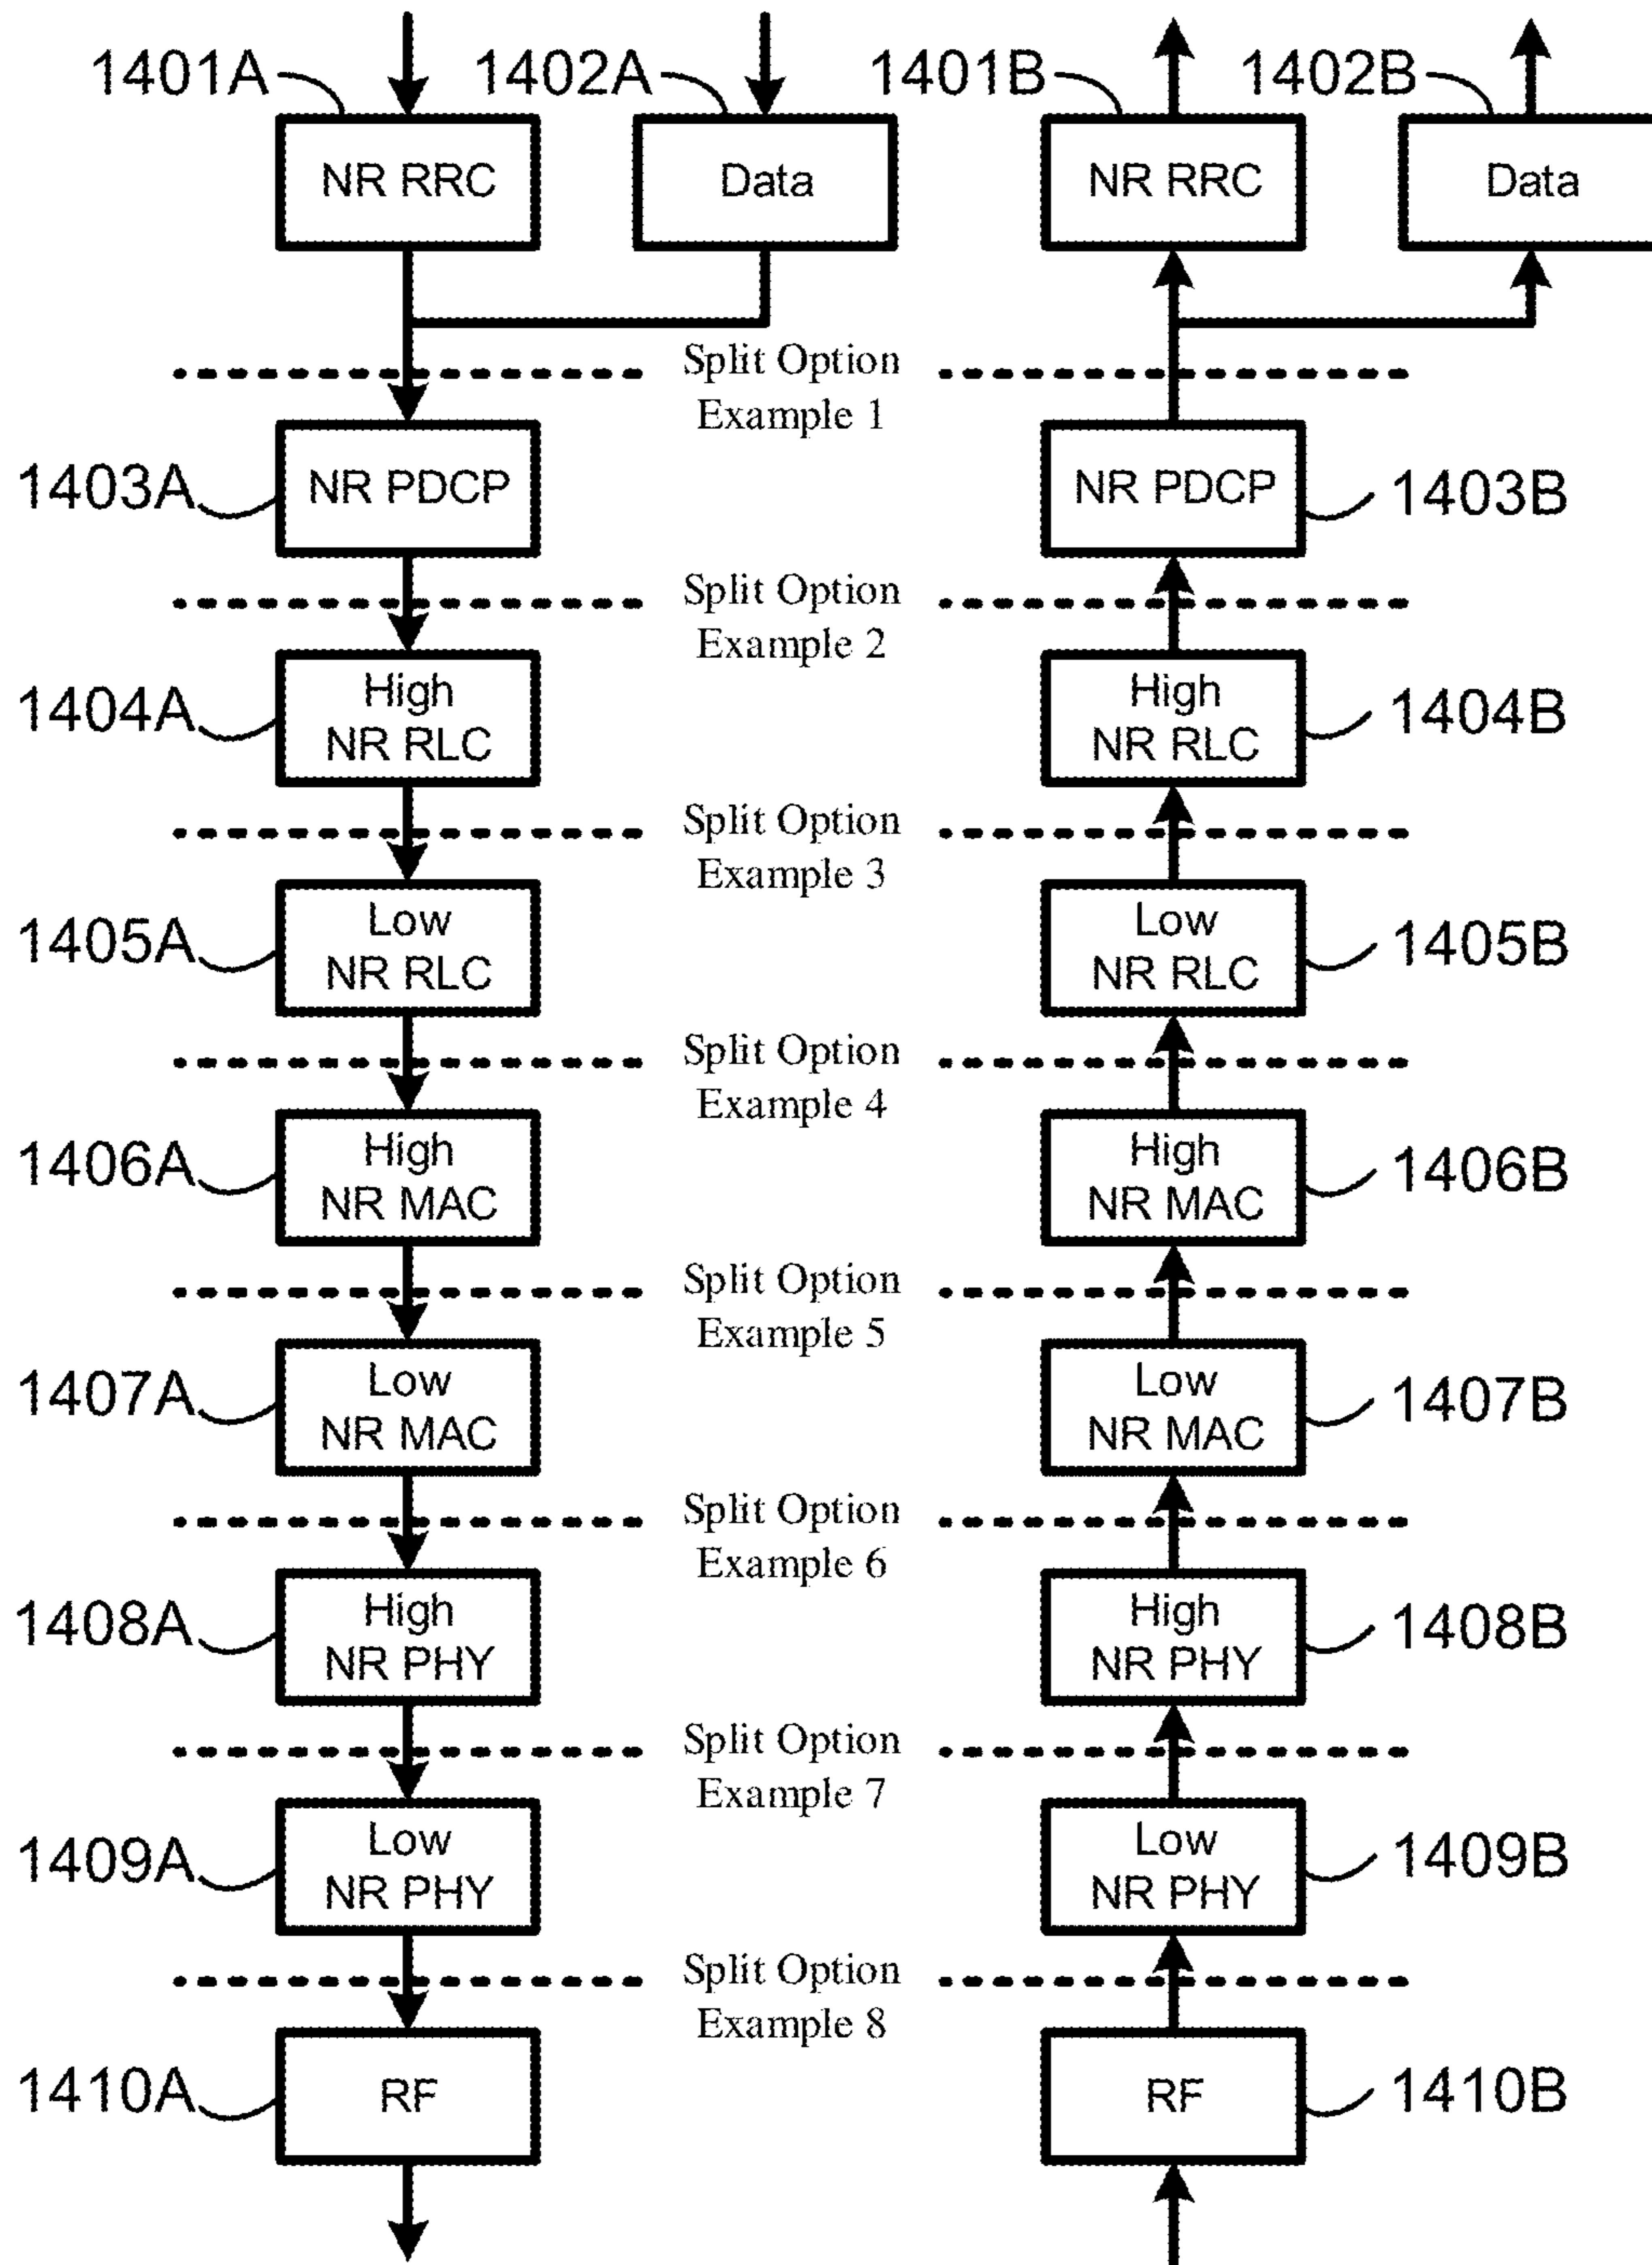 1401A 1402A 1401B 1402B
NR RRC Data NR RRC Data
Split Option
Example 1
1403A NR PDCP NR PDCP 1403B
Split Option
Example 2
1404A High
NR RLC High
NR RLC 1404B
Split Option
Example 3
1405A Low
NR RLC Low
NR RLC 1405B
Split Option
Example 4
1406A High
NR MAC High
NR MAC 1406B
Split Option
Example 5
1407A Low
NR MAC Low
NR MAC 1407B
Split Option
Example 6
1408A High
NR PHY High
NR PHY 1408B
Split Option
Example 7
1409A Low
NR PHY Low
NR PHY 1409B
Split Option
Example 8
1410A RF RF 1410B